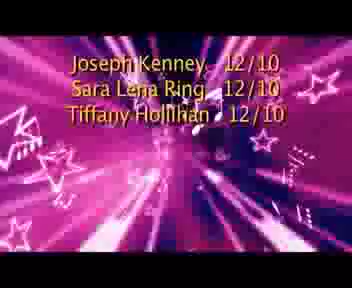 Joseph Kenney 12/10
Sara Lena Ring 12/10
Tiffany Hollihan 12/10